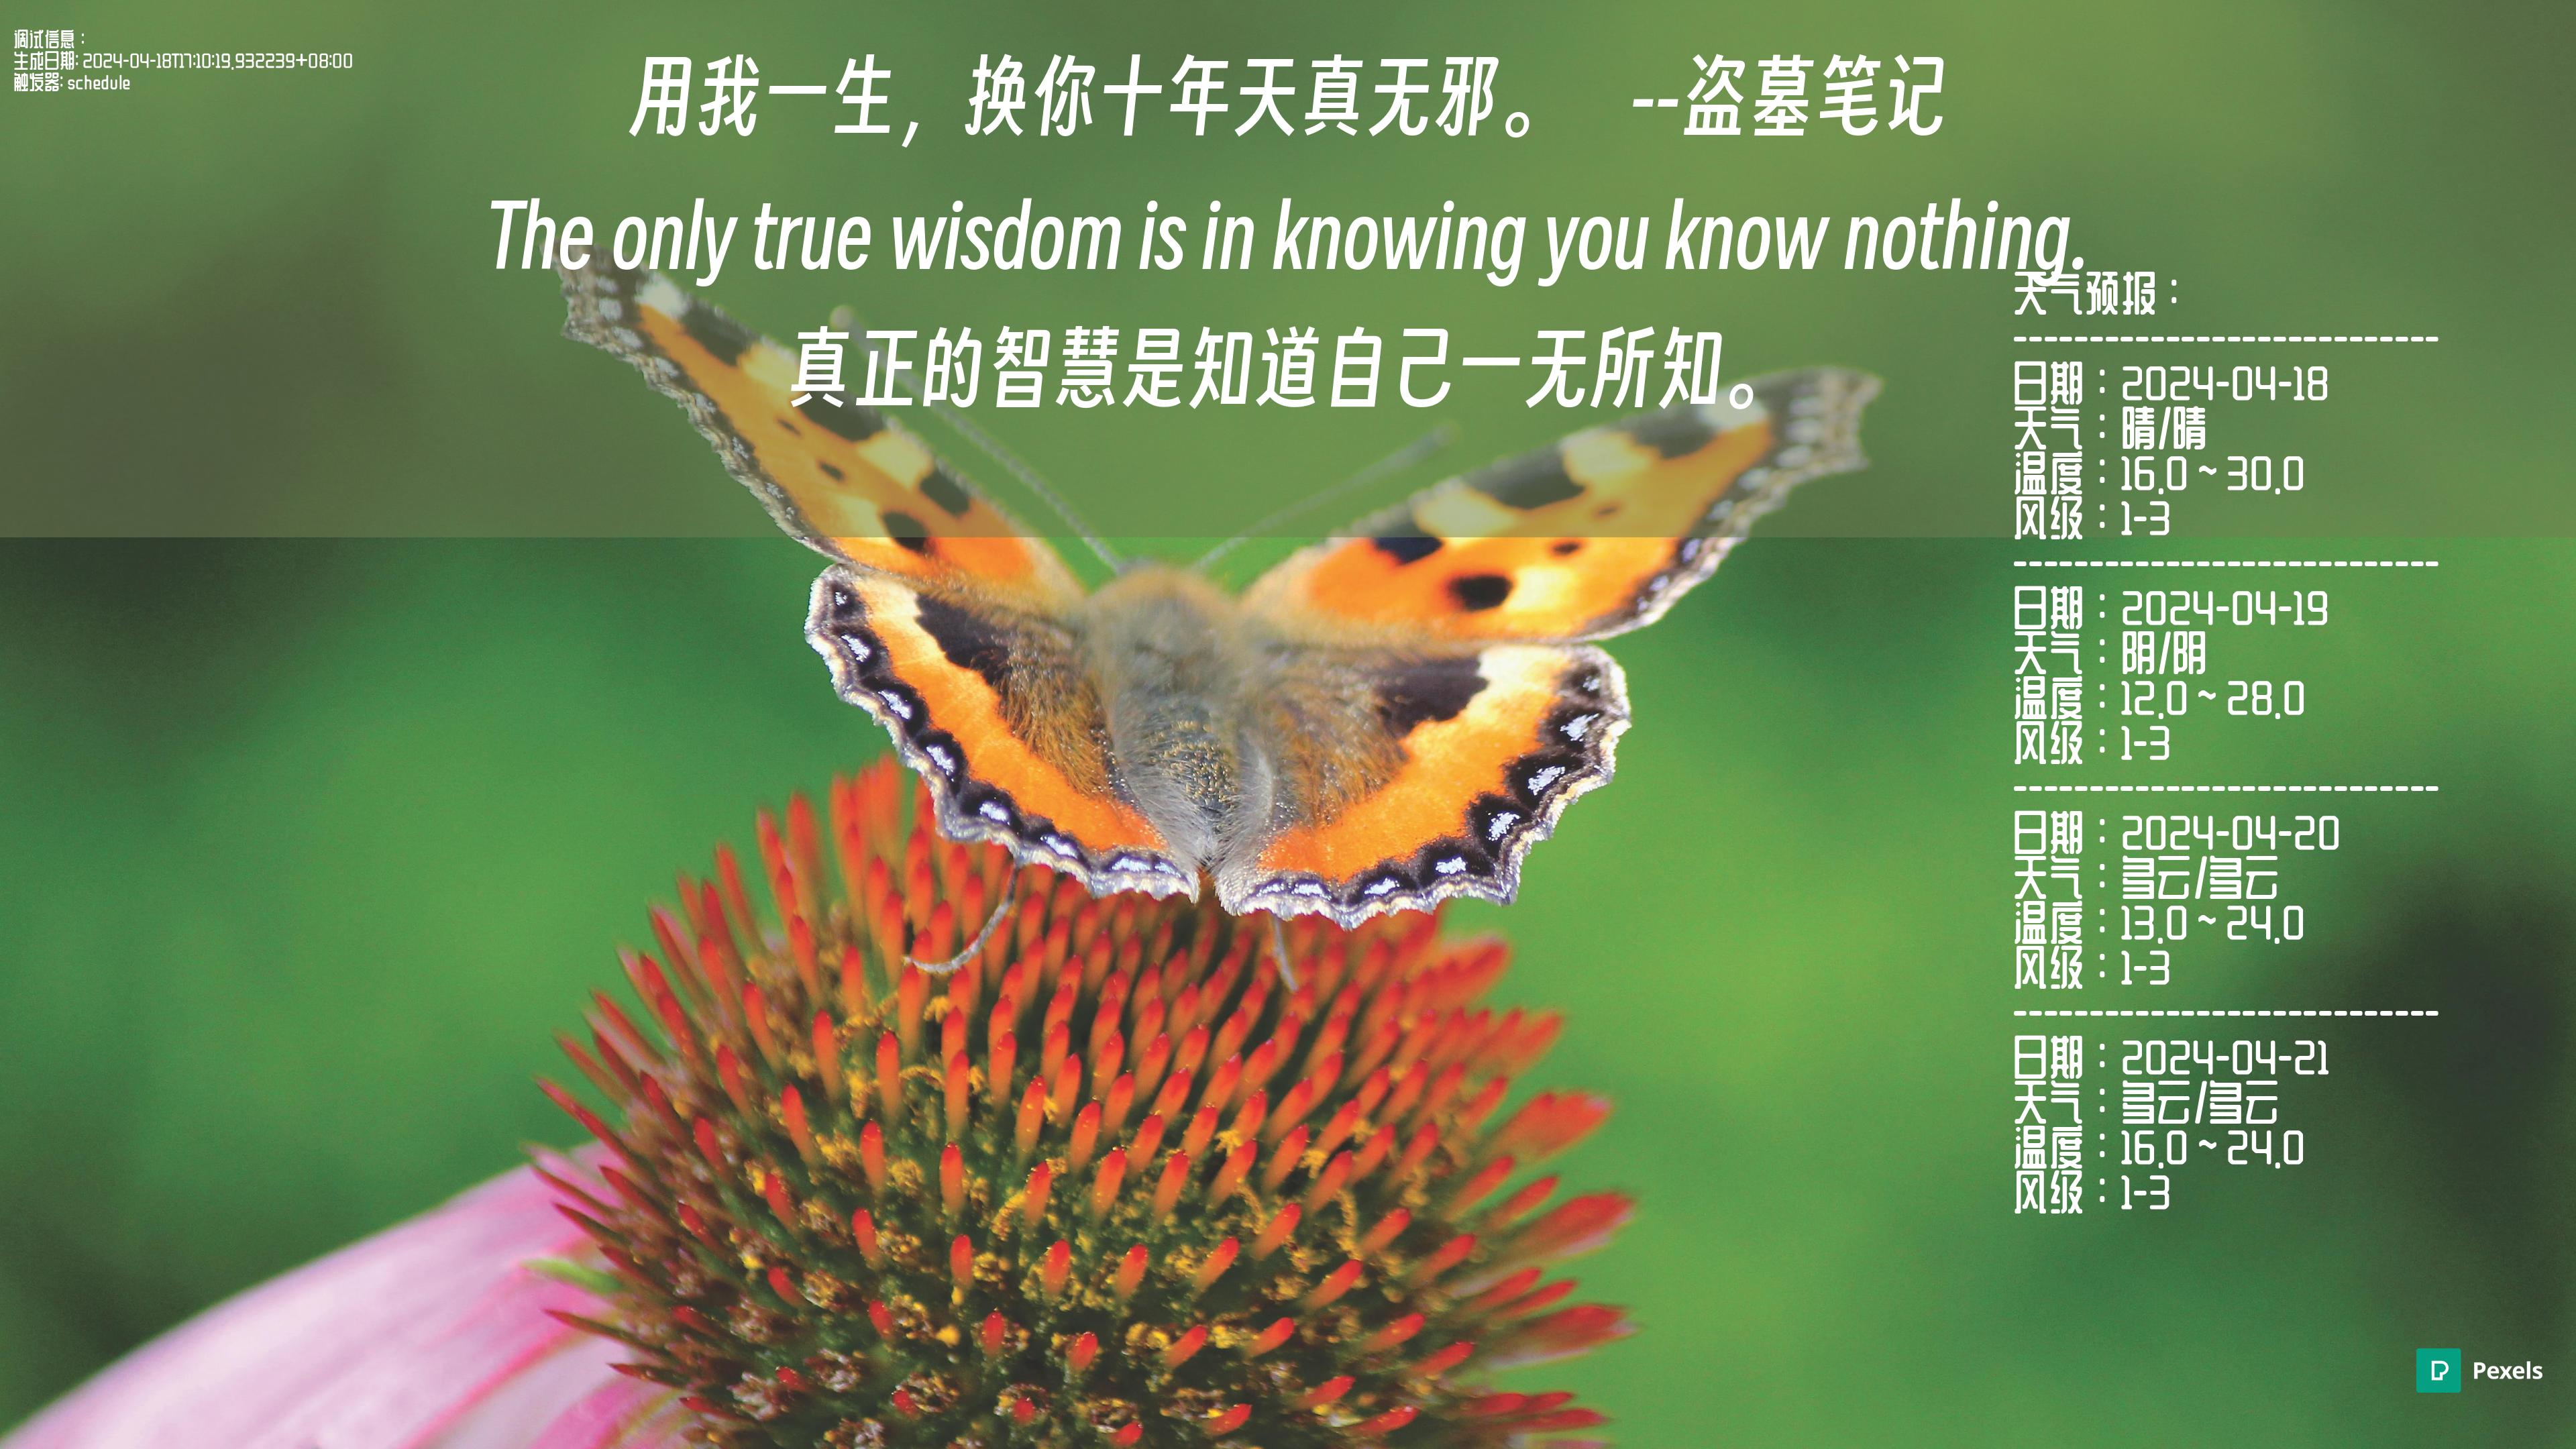 调试信息：
生成日期: 2024-04-18T17:10:19.932239+08:00
触发器: schedule
用我一生，换你十年天真无邪。 --盗墓笔记
The only true wisdom is in knowing you know nothing.
真正的智慧是知道自己一无所知。
天气预报：
----------------------------
日期：2024-04-18
天气：晴/晴
温度：16.0 ~ 30.0
风级：1-3
----------------------------
日期：2024-04-19
天气：阴/阴
温度：12.0 ~ 28.0
风级：1-3
----------------------------
日期：2024-04-20
天气：多云/多云
温度：13.0 ~ 24.0
风级：1-3
----------------------------
日期：2024-04-21
天气：多云/多云
温度：16.0 ~ 24.0
风级：1-3
Pexels